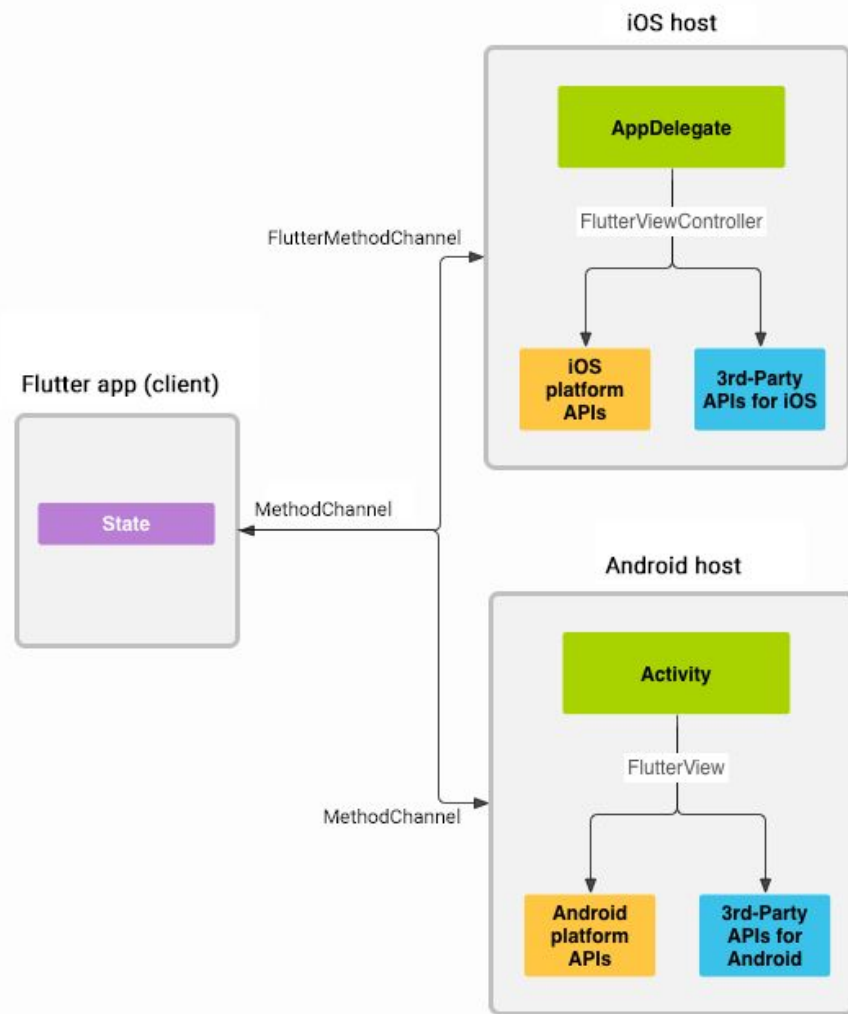 iOS host
AppDelegate
FlutterViewController
FlutterMethodChannel
iOS
platform
APIs
3rd-Party
APIs for iOS
Flutter app (client)
State
MethodChannel
Android host
Activity
FlutterView
MethodChannel
Android
platform
APIs
3rd-Party
APIs for
Android